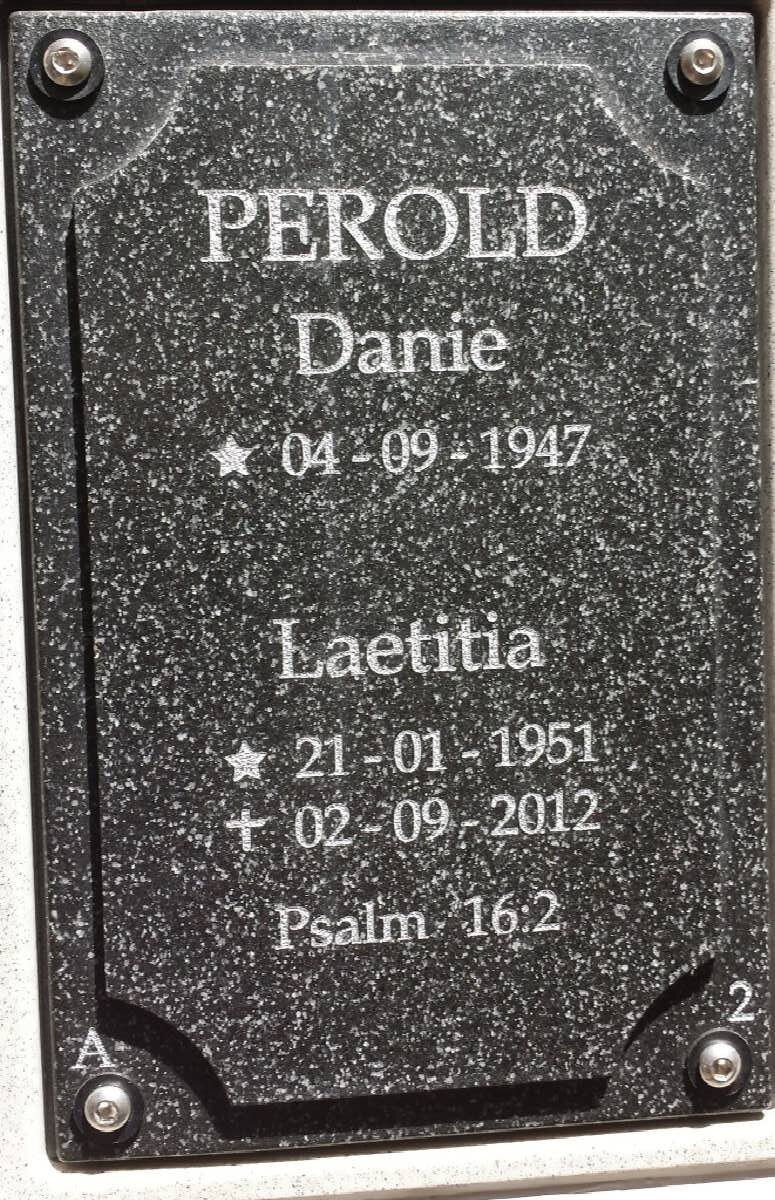 PEROLD
Danie
★ 04-09-1947
Laetitia
★ 21-01-1951
✝ 02-09-2012
Psalm 16:2
A 2